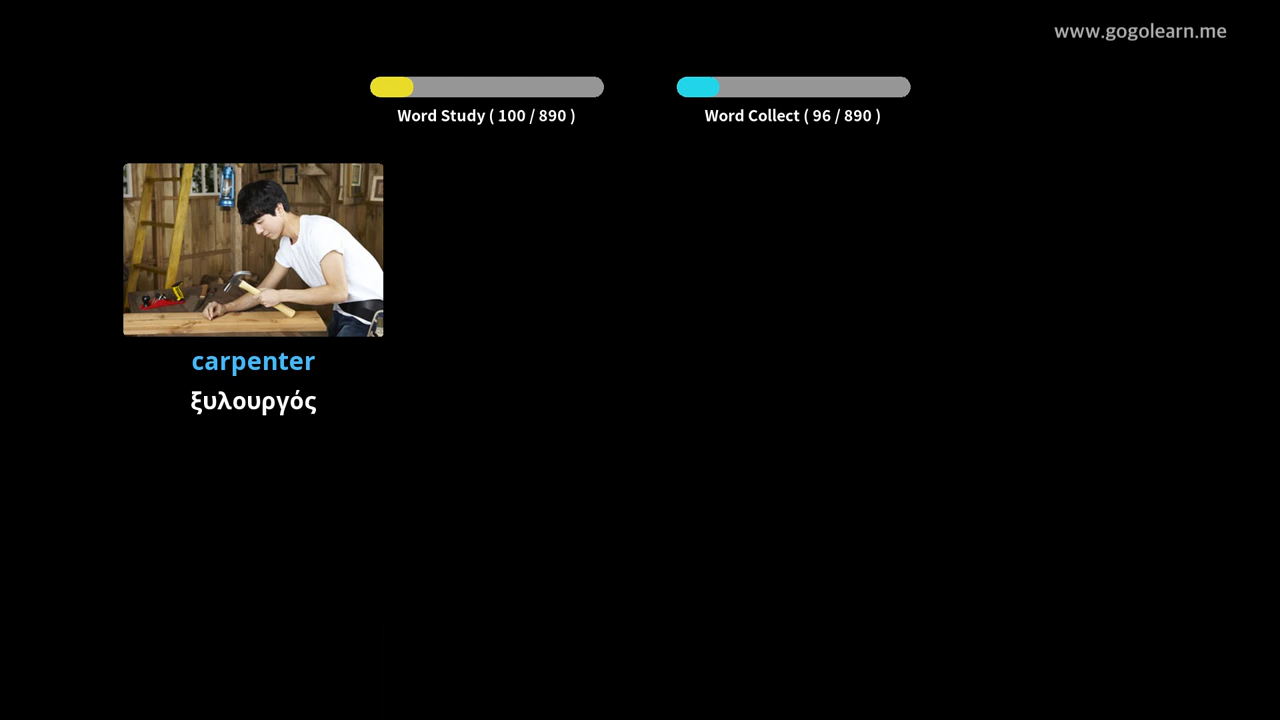 www.gogolearn.me
Word Study ( 100 / 890 )
Word Collect ( 96 / 890 )
carpenter
ξυλουργός